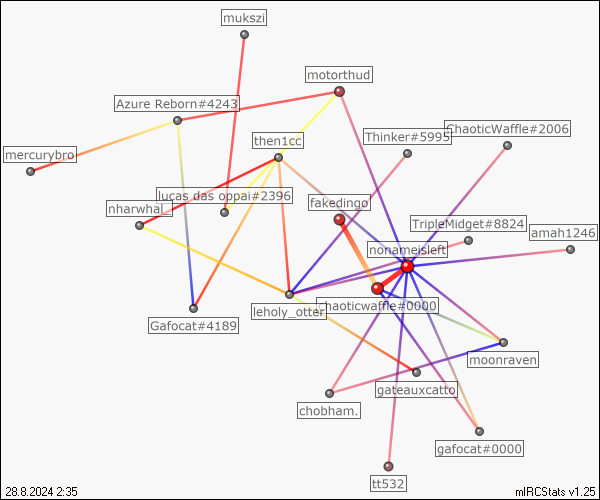 mukszi
motorthud
Azure Reborn#4243
Thinker#5995
ChaoticWaffle#2006
then1cc
mercurybro
lucas das oppai#2396
nharwhal_
fakedingo
TripleMidget#8824
amah1246
nonameisleft
chaoticwaffle#0000
leholy_otter
Gafocat#4189
moonraven
gateauxcatto
chobham.
gafocat#0000
tt532
28.8.2024 2:35
mIRCStats v1.25